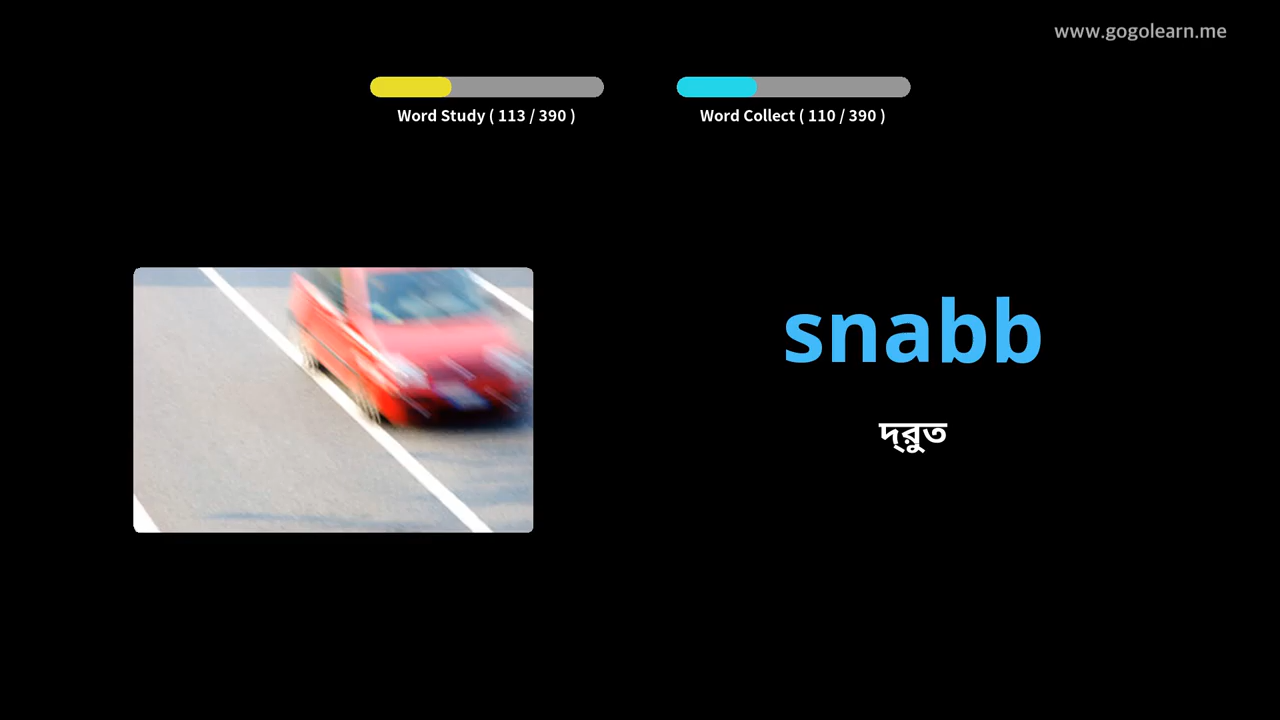 www.gogolearn.me
Word Study ( 113 / 390 )
Word Collect ( 110 / 390 )
snabb
দ্রুত